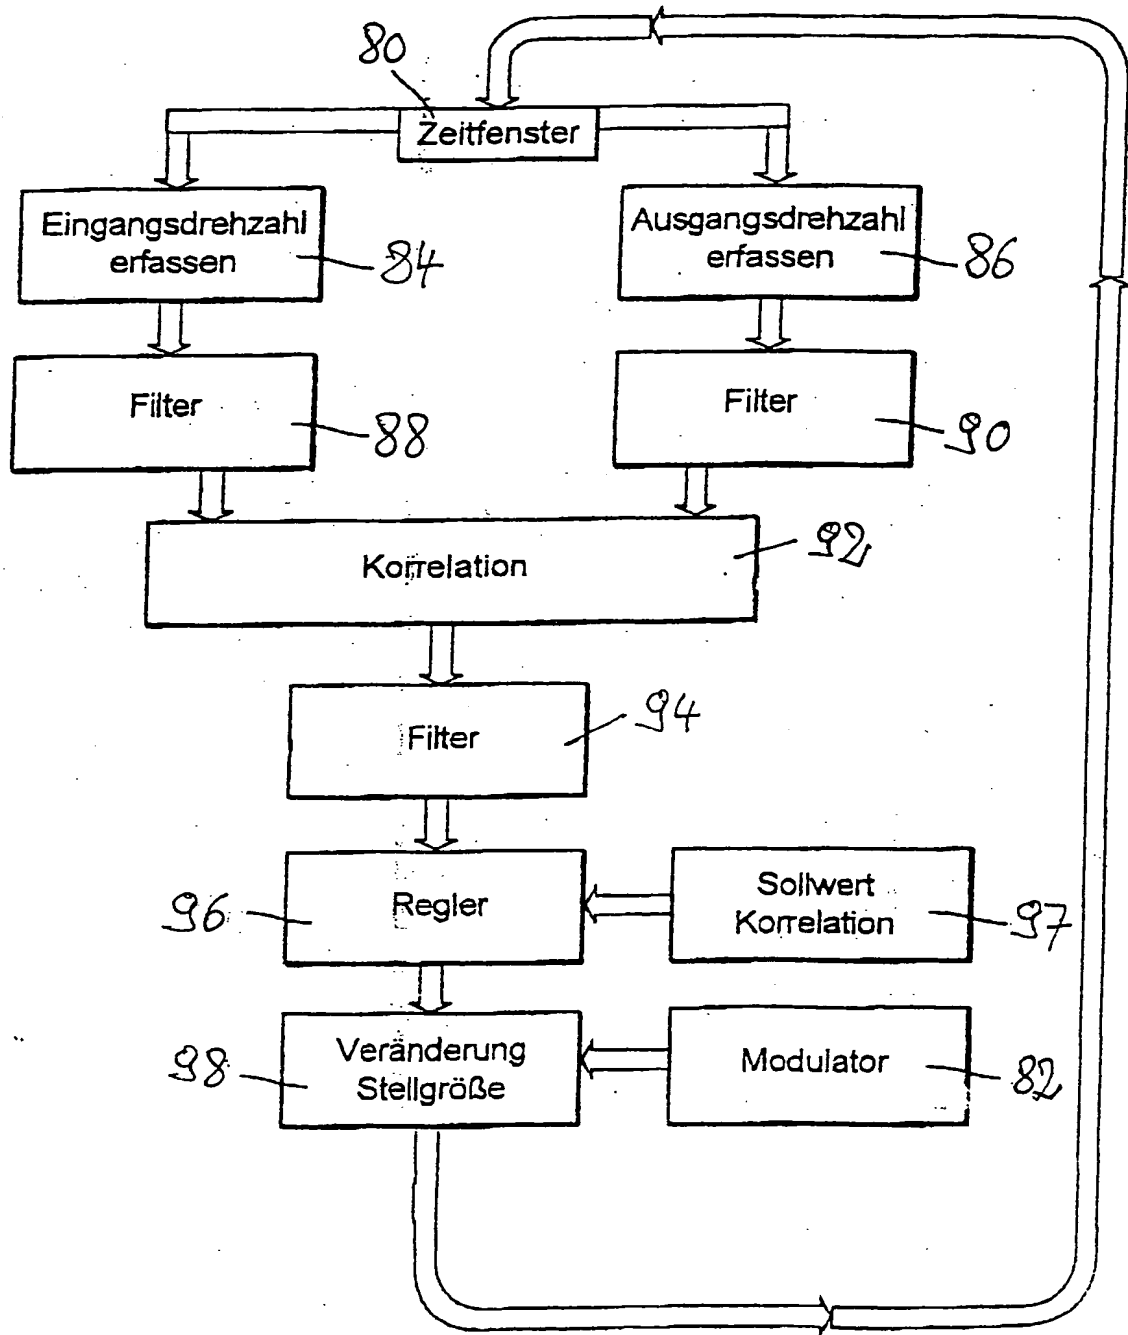 80
Zeitfenster
Eingangsdrehzahl
erfassen
84
Ausgangsdrehzahl
erfassen
86
Filter
88
Filter
90
Korrelation
92
Filter
94
96
Regler
Sollwert
Korrelation
97
98
Veränderung
Stellgröße
Modulator
82